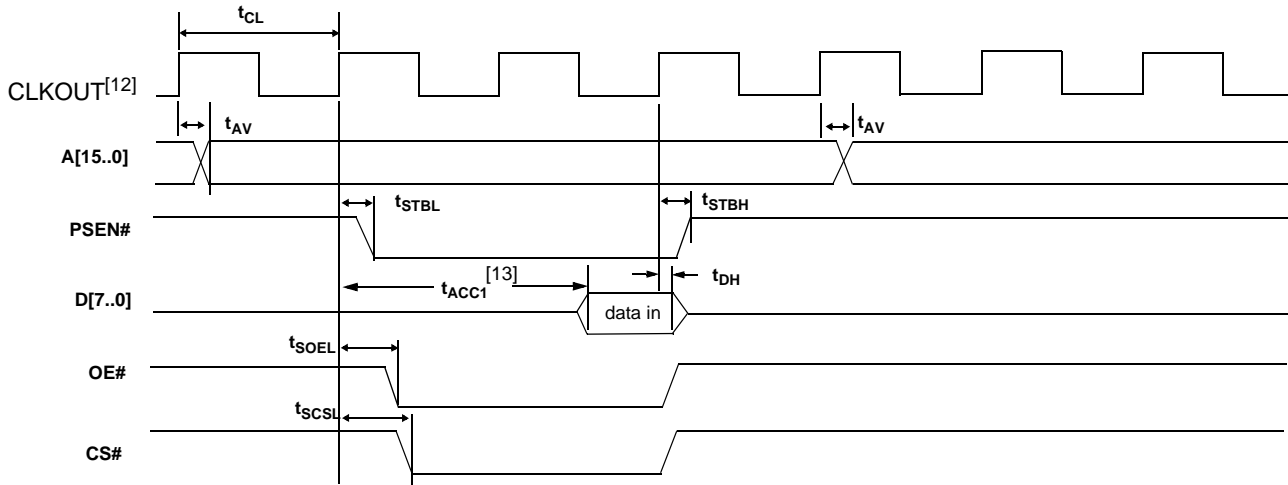 tCL
CLKOUT[12]
tAV
tAV
A[15..0]
tSTBL
tSTBH
PSEN#
tACC1 [13]
tDH
D[7..0]
data in
tSOEL
OE#
tSCSL
CS#